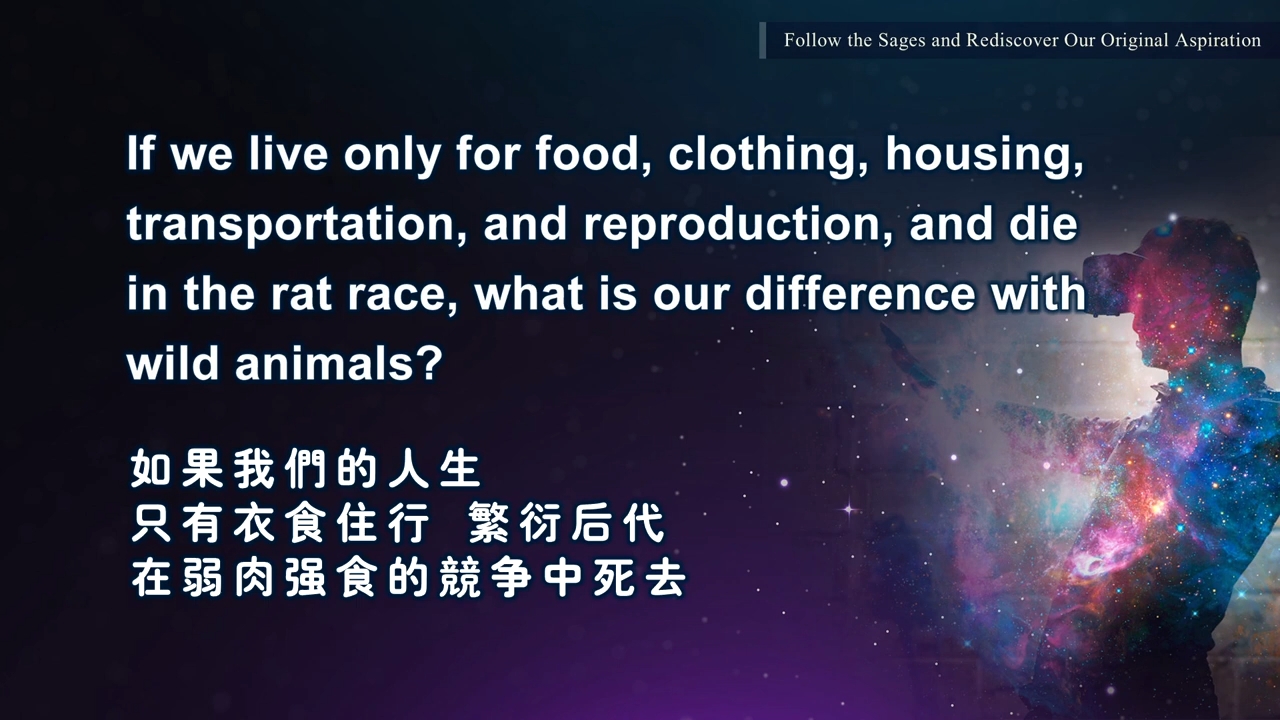 Follow the Sages and Rediscover Our Original Aspiration
If we live only for food, clothing, housing,
transportation, and reproduction, and die
in the rat race, what is our difference with
wild animals?
如果我們的人生
只有衣食住行 繁衍后代
在弱肉强食的競争中死去